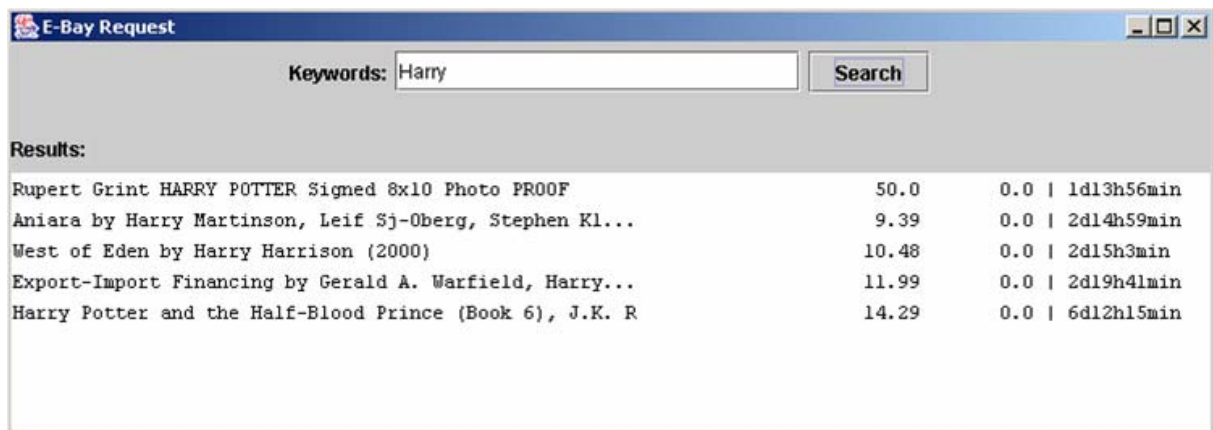 E-Bay Request
Keywords: Harry Search
Results:
Rupert Grint HARRY POTTER Signed 8x10 Photo PROOF 50.0 0.0 | 1d13h56min
Aniara by Harry Martinson, Leif Sj-Oberg, Stephen Kl... 9.39 0.0 | 2d14h59min
West of Eden by Harry Harrison (2000) 10.48 0.0 | 2d15h3min
Export-Import Financing by Gerald A. Warfield, Harry... 11.99 0.0 | 2d19h41min
Harry Potter and the Half-Blood Prince (Book 6), J.K. R 14.29 0.0 | 6d12h15min